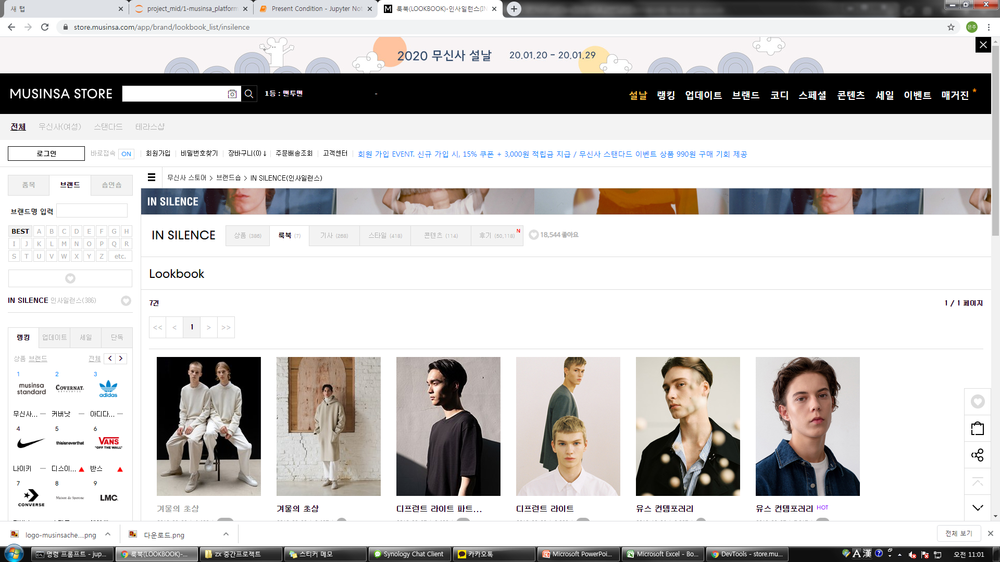 새 탭
project_mid/1-musinsa_platform
Present Condition - Jupyter Not
룩북(LOOKBOOK)-인사일런스(IN
store.musinsa.com/app/brand/lookbook_list/insilence
은주
2020 무신사 설날 20.01.20 - 20.01.29
MUSINSA STORE
1등 : 맨투맨
-
설날 랭킹 업데이트 브랜드 코디 스페셜 콘텐츠 세일 이벤트 매거진 *
전체 무신사(여성) 스탠다드 테라스샵
로그인 바로접속 ON 회원가입 비밀번호찾기 장바구니(0)↓ 주문배송조회 고객센터 회원 가입 EVENT. 신규 가입 시, 15% 쿠폰 + 3,000원 적립금 지급 / 무신사 스탠다드 이벤트 상품 990원 구매 기회 제공
품목 브랜드 숍인숍
브랜드명 입력
BEST A B C D E F G H
I J K L M N O P Q R
S T U V W X Y Z etc.
IN SILENCE 인사일런스(386)
랭킹 업데이트 세일 단독
상품 브랜드 전체 < >
1 2 3
musinsa standard COVERNAT adidas
무신사... 커버낫 아디다...
4 5 6
thisisneverthat VANS "OFF THE WALL"
나이키 디스이... 반스
7 8 9
CONVERSE Maison de Sperone LMC
무신사 스토어 > 브랜드숍 > IN SILENCE(인사일런스)
IN SILENCE
IN SILENCE 상품 (386) 룩북 (7) 기사 (268) 스타일 (418) 콘텐츠 (114) 후기 (50,118) N 18,544 좋아요
Lookbook
7건 1 / 1 페이지
<< < 1 > >>
겨울의 초상
겨울의 초상
디프런트 라이트 파트...
디프런트 라이트
유스 컨템포러리
유스 컨템포러리 HOT
logo-musinsache....png
다운로드.png
전체 보기
명령 프롬프트 - jup...
룩북(LOOKBOOK)-...
zx 중간프로젝트
스티커 메모
Synology Chat Client
카카오톡
Microsoft PowerPoi...
Microsoft Excel - Bo...
DevTools - store.mu...
A 漢
오전 11:01